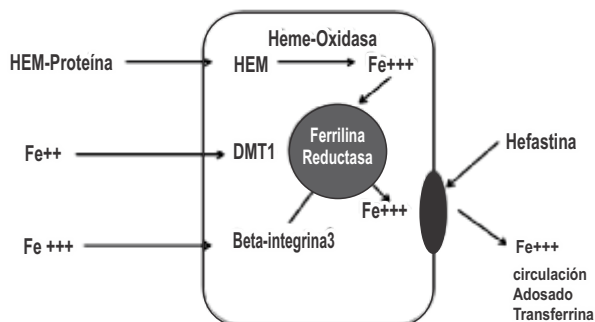 Heme-Oxidasa
HEM-Proteína
HEM
Fe+++
Ferrilina
Reductasa
Fe++
DMT1
Hefastina
Fe+++
Fe +++
Beta-integrina3
Fe+++
circulación
Adosado
Transferrina